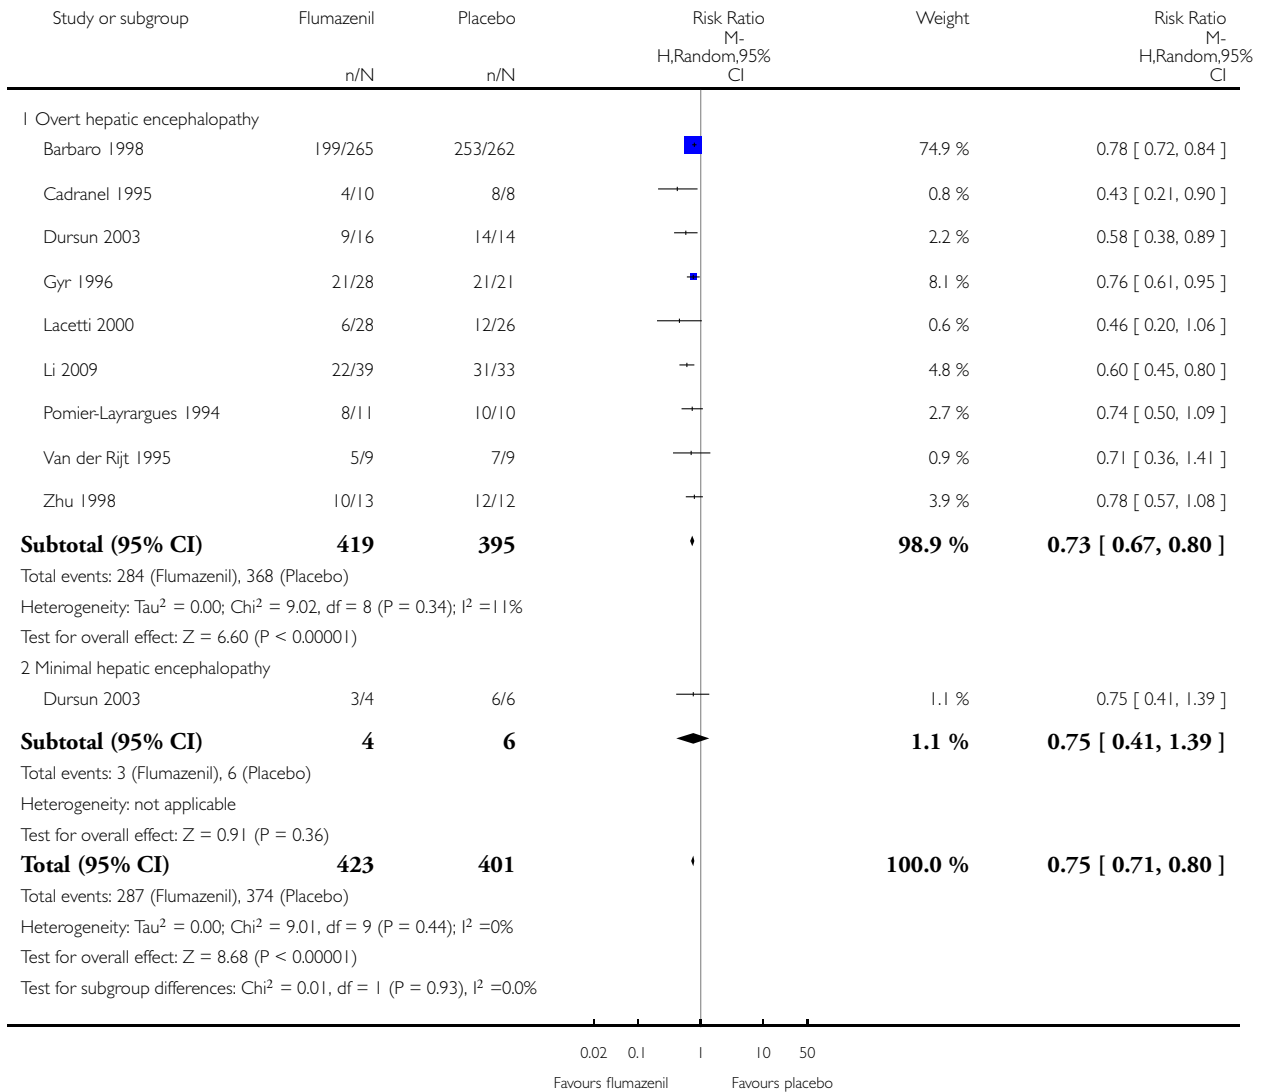 Study or subgroup Flumazenil Placebo Risk Ratio Weight Risk Ratio
M- M-
H,Random,95% H,Random,95%
n/N n/N CI CI
1 Overt hepatic encephalopathy
Barbaro 1998 199/265 253/262 74.9 % 0.78 [ 0.72, 0.84 ]
Cadranel 1995 4/10 8/8 0.8 % 0.43 [ 0.21, 0.90 ]
Dursun 2003 9/16 14/14 2.2 % 0.58 [ 0.38, 0.89 ]
Gyr 1996 21/28 21/21 8.1 % 0.76 [ 0.61, 0.95 ]
Lacetti 2000 6/28 12/26 0.6 % 0.46 [ 0.20, 1.06 ]
Li 2009 22/39 31/33 4.8 % 0.60 [ 0.45, 0.80 ]
Pomier-Layrargues 1994 8/11 10/10 2.7 % 0.74 [ 0.50, 1.09 ]
Van der Rijt 1995 5/9 7/9 0.9 % 0.71 [ 0.36, 1.41 ]
Zhu 1998 10/13 12/12 3.9 % 0.78 [ 0.57, 1.08 ]
Subtotal (95% CI) 419 395 98.9 % 0.73 [ 0.67, 0.80 ]
Total events: 284 (Flumazenil), 368 (Placebo)
Heterogeneity: Tau² = 0.00; Chi² = 9.02, df = 8 (P = 0.34); I² =11%
Test for overall effect: Z = 6.60 (P < 0.00001)
2 Minimal hepatic encephalopathy
Dursun 2003 3/4 6/6 1.1 % 0.75 [ 0.41, 1.39 ]
Subtotal (95% CI) 4 6 1.1 % 0.75 [ 0.41, 1.39 ]
Total events: 3 (Flumazenil), 6 (Placebo)
Heterogeneity: not applicable
Test for overall effect: Z = 0.91 (P = 0.36)
Total (95% CI) 423 401 100.0 % 0.75 [ 0.71, 0.80 ]
Total events: 287 (Flumazenil), 374 (Placebo)
Heterogeneity: Tau² = 0.00; Chi² = 9.01, df = 9 (P = 0.44); I² =0%
Test for overall effect: Z = 8.68 (P < 0.00001)
Test for subgroup differences: Chi² = 0.01, df = 1 (P = 0.93), I² =0.0%
0.02 0.1 1 10 50
Favours flumazenil Favours placebo